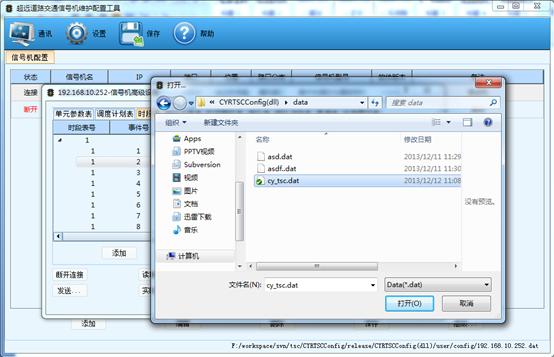 超远道路交通信号机维护配置工具
通讯 设置 保存 帮助
信号机配置
状态 信号机名 IP
连接
断开
192.168.10.252-信号机高级设
单元参数表 调度计划表 时段
时段表号 事件号
1
1 1
1 2
1 3
1 4
1 5
1 6
1 7
1 8
添加
断开连接
发送...
添加
打开...
CYRTSCConfig(dll) data
搜索 data
组织 新建文件夹
名称 修改日期
Apps
PPTV视频
Subversion
视频
图片
文档
迅雷下载
音乐
计算机
asd.dat 2013/12/11 11:29
asdf..dat 2013/12/11 11:30
cy_tsc.dat 2013/12/12 11:08
没有预览。
文件名(N): cy_tsc.dat Data(*.dat)
打开(O) 取消
F:/workspace/svn/tsc/CYRTSCConfig/release/CYRTSCConfig(dll)/user/config/192.168.10.252.dat